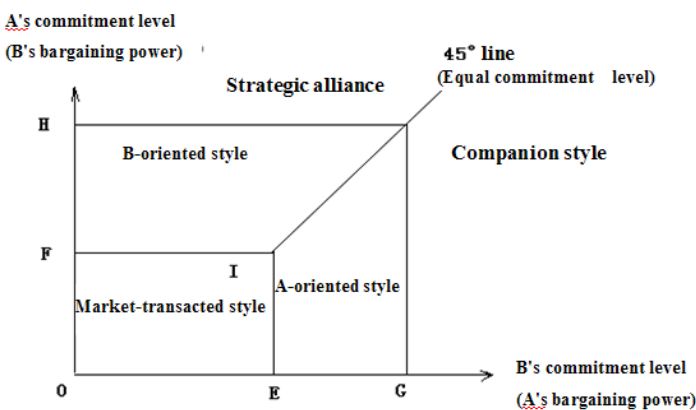 A's commitment level
(B's bargaining power)
45° line
(Equal commitment level)
Strategic alliance
H
B-oriented style
Companion style
F
I
A-oriented style
Market-transacted style
B's commitment level
(A's bargaining power)
O
E
G